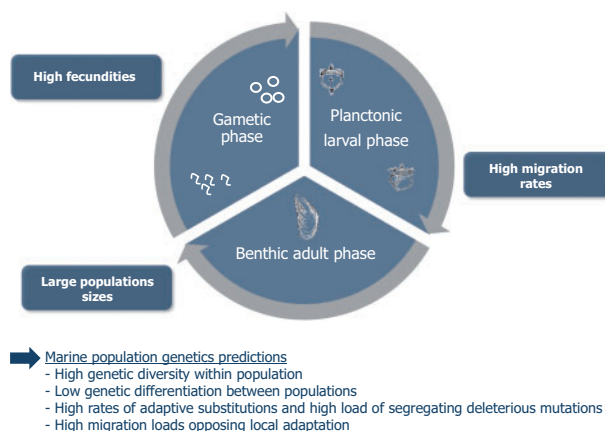 High fecundities
Gametic
phase
Planctonic
larval phase
High migration
rates
Benthic adult phase
Large populations
sizes
Marine population genetics predictions
- High genetic diversity within population
- Low genetic differentiation between populations
- High rates of adaptive substitutions and high load of segregating deleterious mutations
- High migration loads opposing local adaptation